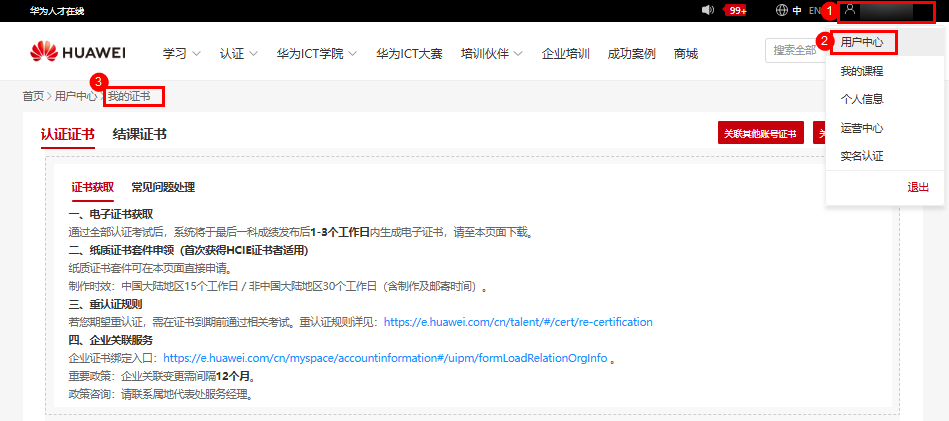 华为人才在线
99+
中 EN
1
HUAWEI
学习
认证
华为ICT学院
华为ICT大赛
培训伙伴
企业培训
成功案例
商城
搜索全部
2
用户中心
我的课程
个人信息
运营中心
实名认证
退出
3
首页 > 用户中心 > 我的证书
认证证书
结课证书
关联其他账号证书
证书获取
常见问题处理
一、电子证书获取
通过全部认证考试后，系统将于最后一科成绩发布后1-3个工作日内生成电子证书，请至本页面下载。
二、纸质证书套件申领（首次获得HCIE证书者适用）
纸质证书套件可在本页面直接申请。
制作时效：中国大陆地区15个工作日 / 非中国大陆地区30个工作日（含制作及邮寄时间）。
三、重认证规则
若您期望重认证，需在证书到期前通过相关考试。重认证规则详见：https://e.huawei.com/cn/talent/#/cert/re-certification
四、企业关联服务
企业证书绑定入口：https://e.huawei.com/cn/myspace/accountinformation#/uipm/formLoadRelationOrgInfo 。
重要政策：企业关联变更需间隔12个月。
政策咨询：请联系属地代表处服务经理。